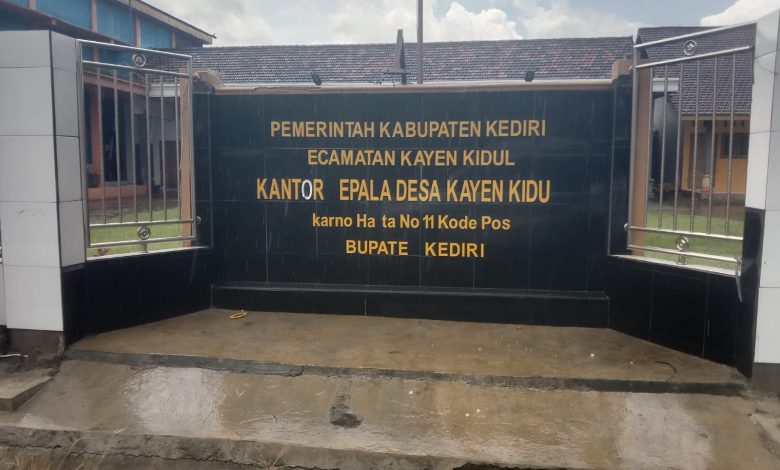 PEMERINTAH KABUPATEN KEDIRI
ECAMATAN KAYEN KIDUL
KANTOR EPALA DESA KAYEN KIDU
karno Ha ta No 11 Kode Pos
BUPATE KEDIRI